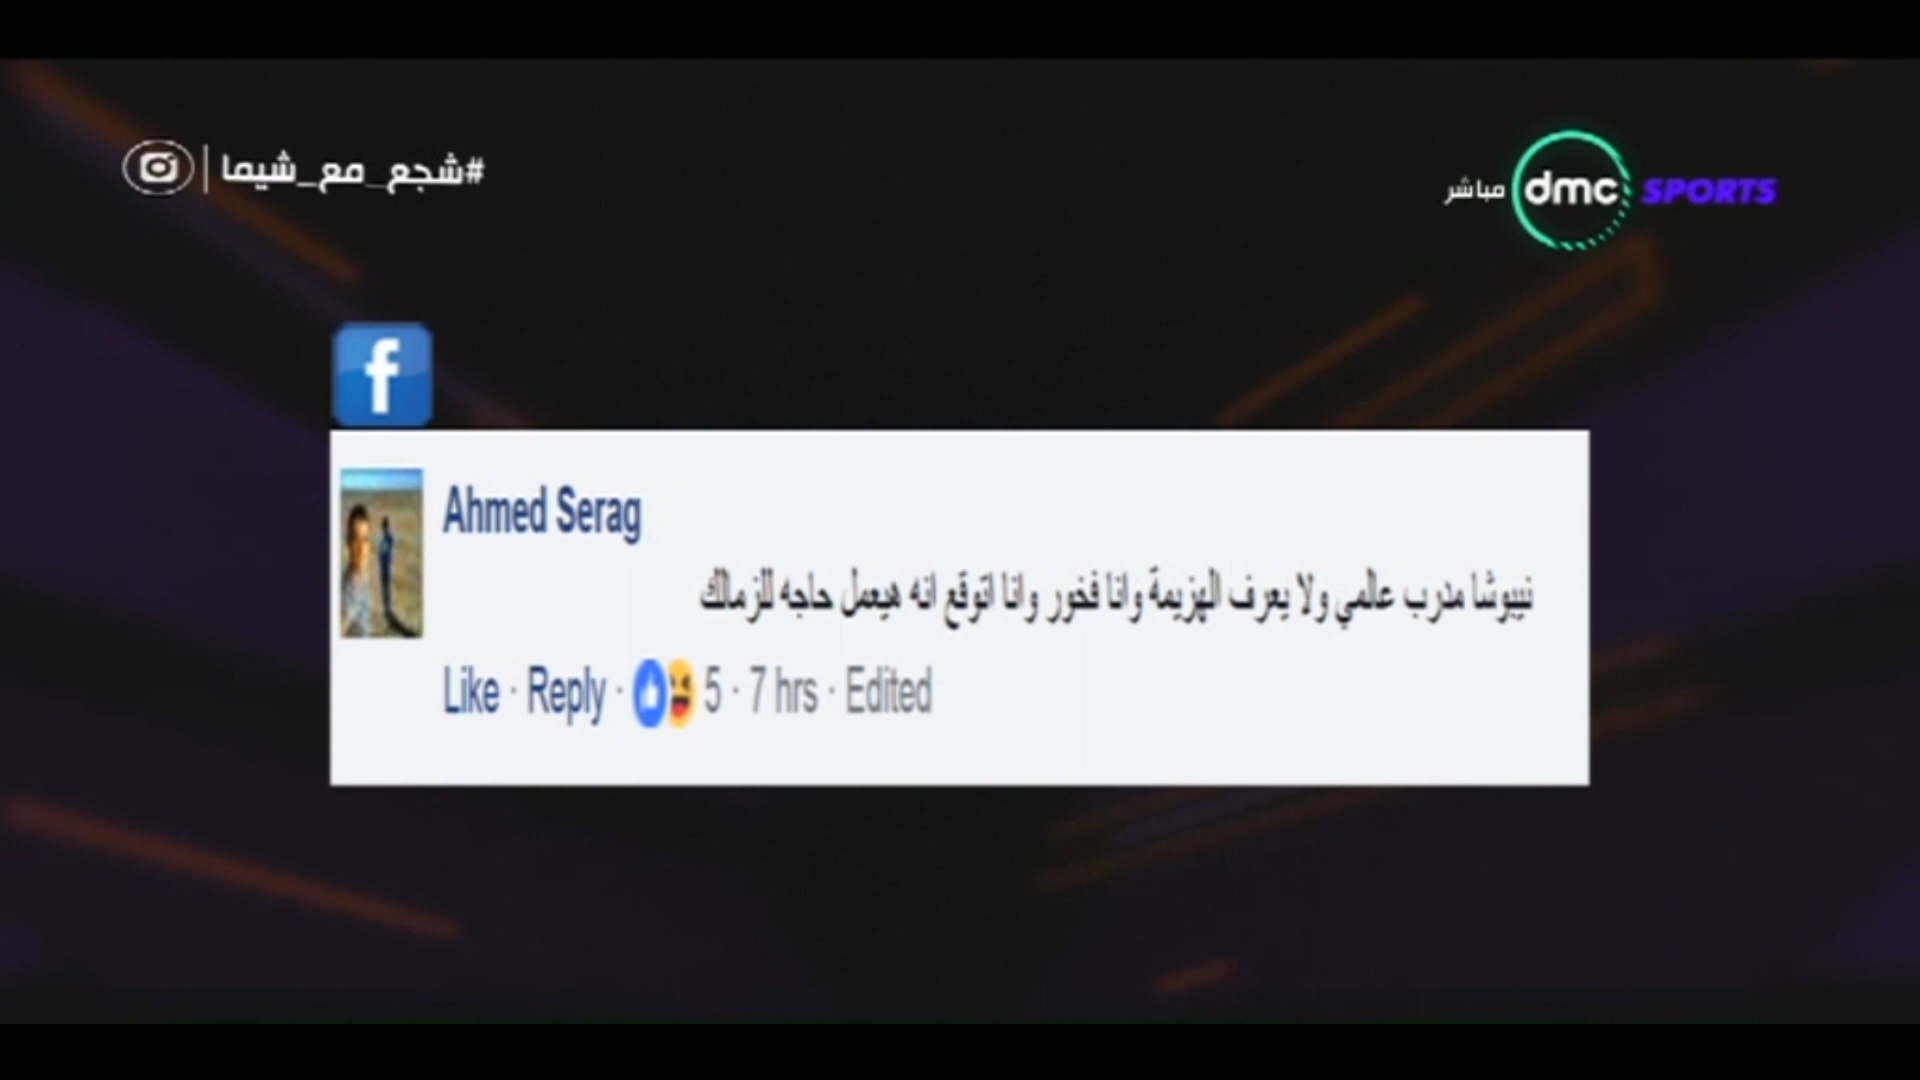 #شجع_مع_شيما
مباشر dmc SPORTS
f
Ahmed Serag
نيبوشا مدرب عالمي ولا يعرف الهزيمة وانا فخور وانا اتوقع انه هيعمل حاجه للزمالك
Like · Reply · 5 · 7 hrs · Edited